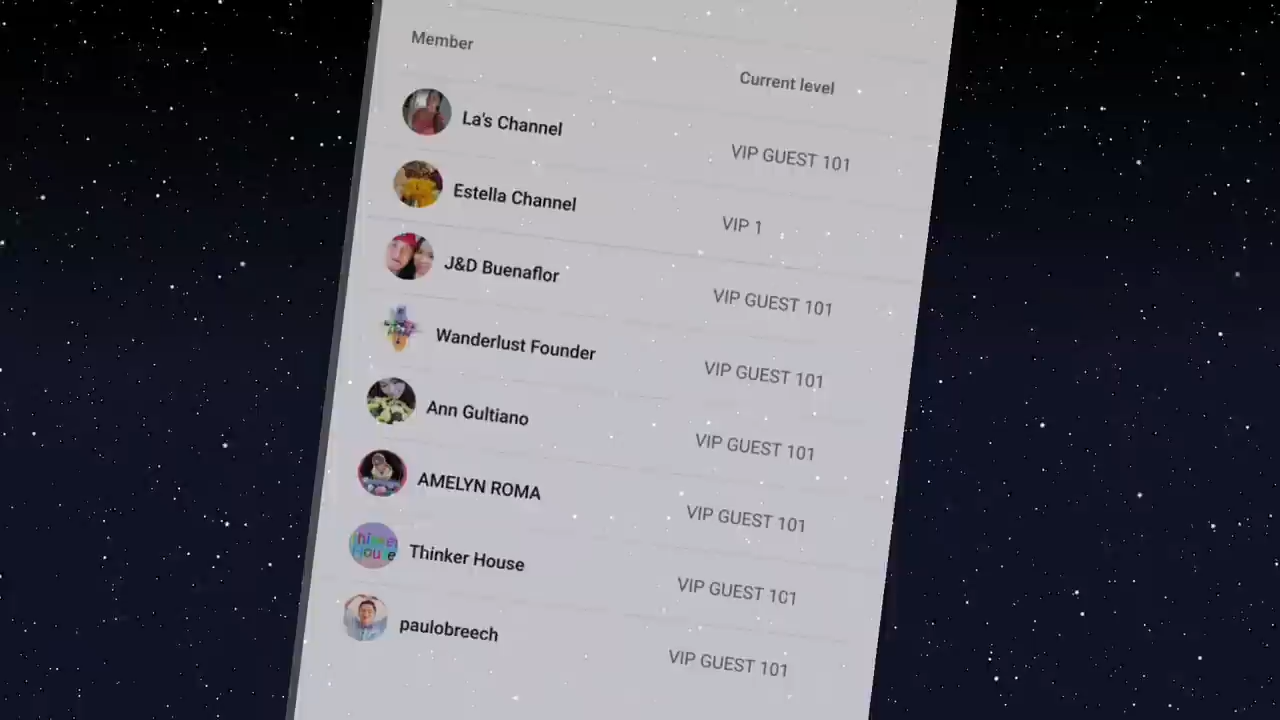 Member
Current level
La's Channel
VIP GUEST 101
Estella Channel
VIP 1
J&D Buenaflor
VIP GUEST 101
Wanderlust Founder
VIP GUEST 101
Ann Gultiano
VIP GUEST 101
AMELYN ROMA
VIP GUEST 101
Thinker House
VIP GUEST 101
paulobreech
VIP GUEST 101